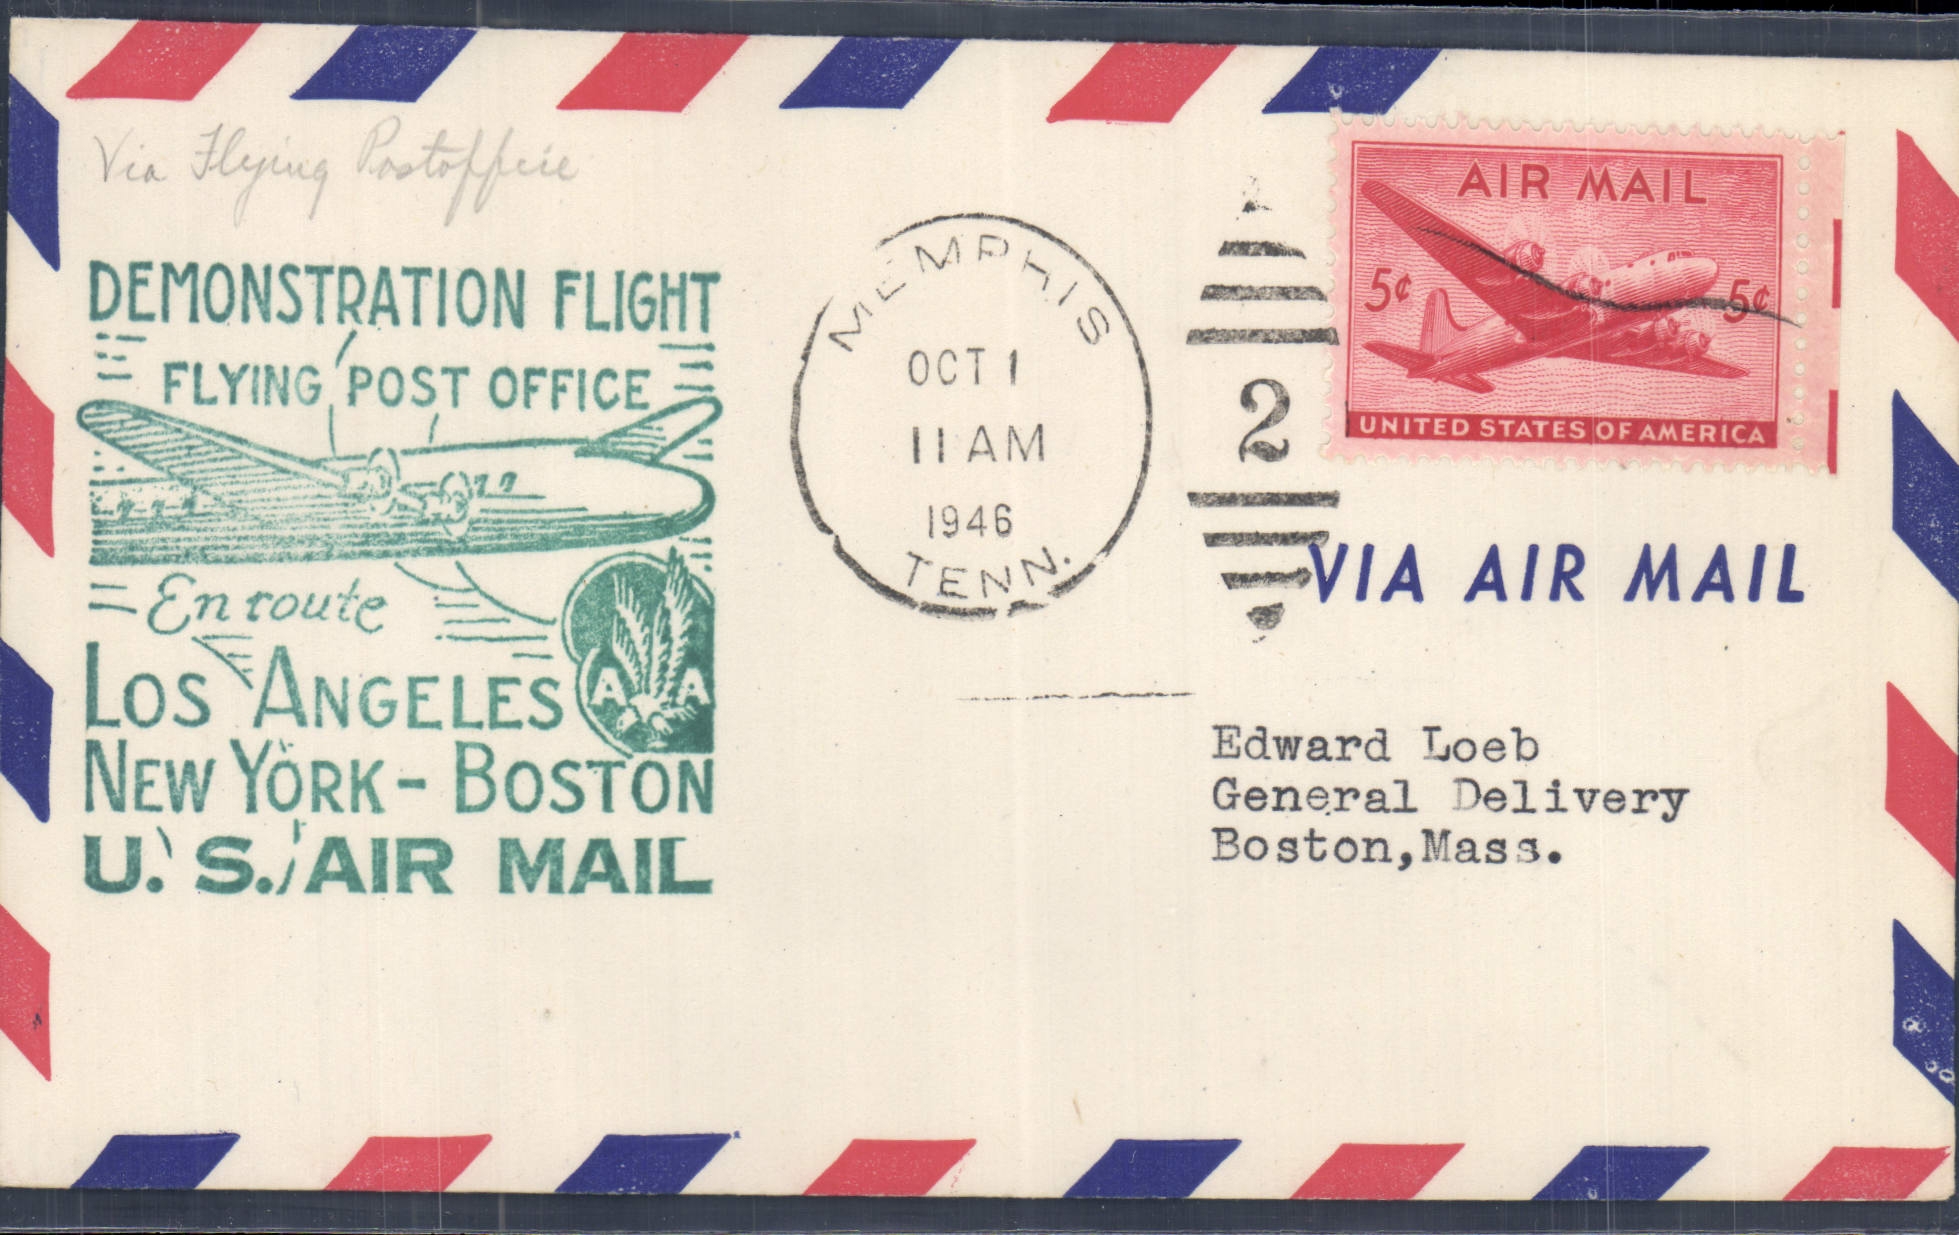 Via Flying Postoffice
DEMONSTRATION FLIGHT
FLYING POST OFFICE
En route
A A
LOS ANGELES
NEW YORK - BOSTON
U. S. AIR MAIL
MEMPHIS
OCT 1
11 AM
1946
TENN.
2
AIR MAIL
5¢ 5¢
UNITED STATES OF AMERICA
VIA AIR MAIL
Edward Loeb
General Delivery
Boston,Mass.